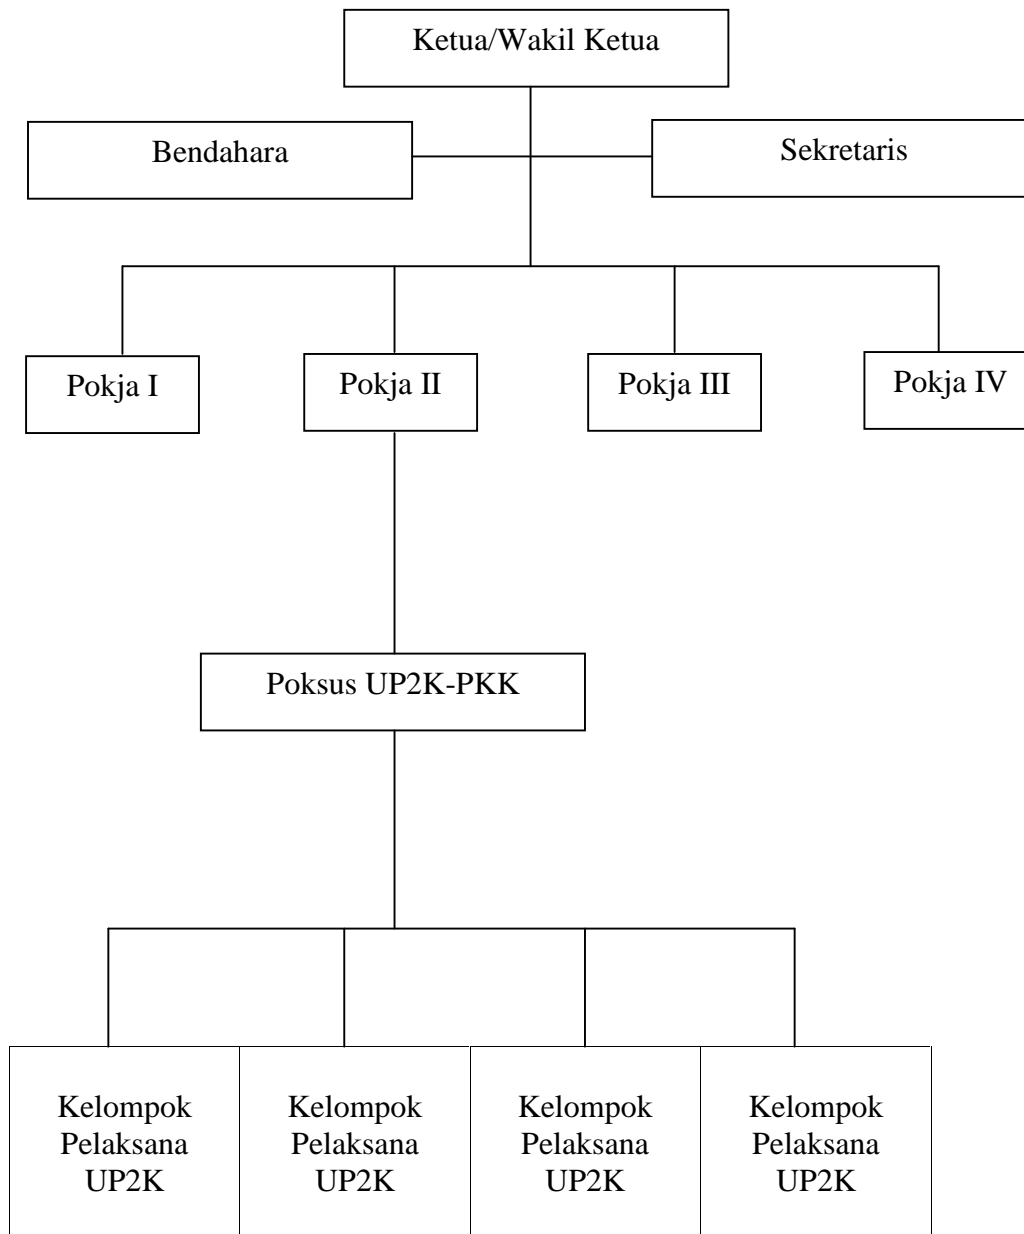 Ketua/Wakil Ketua
Bendahara
Sekretaris
Pokja I
Pokja II
Pokja III
Pokja IV
Poksus UP2K-PKK
Kelompok
Pelaksana
UP2K
Kelompok
Pelaksana
UP2K
Kelompok
Pelaksana
UP2K
Kelompok
Pelaksana
UP2K